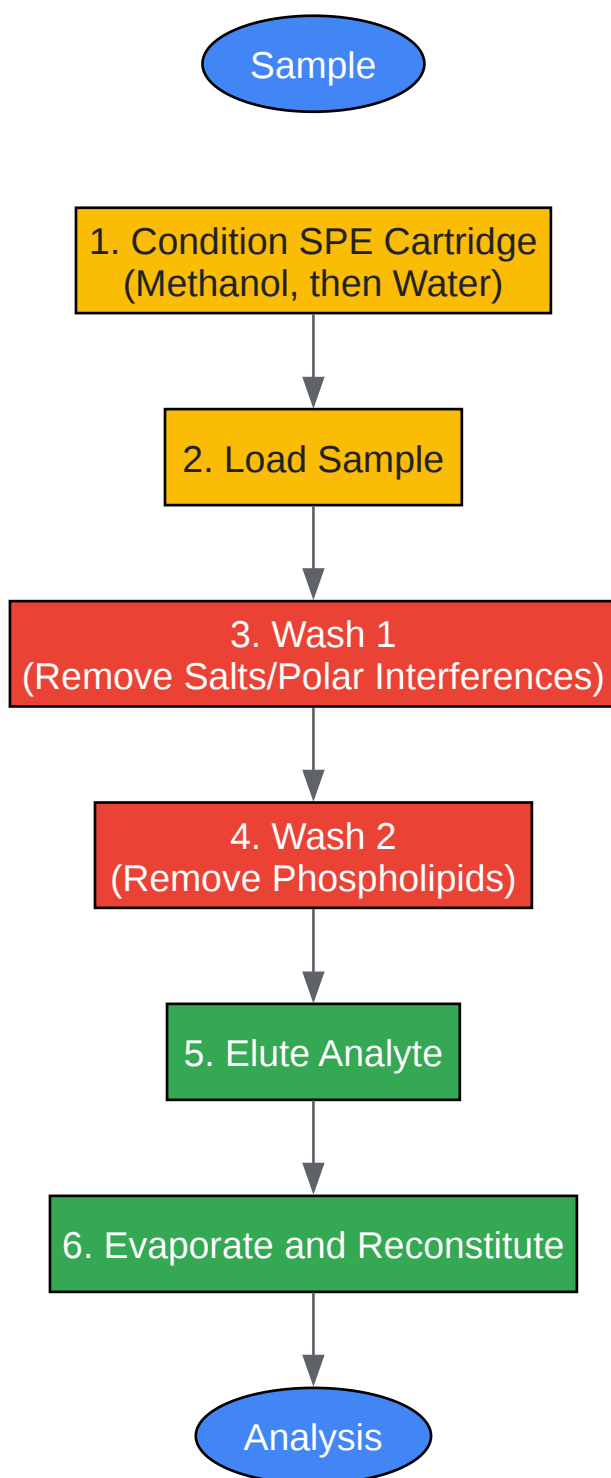 Sample
1. Condition SPE Cartridge
(Methanol, then Water)
2. Load Sample
3. Wash 1
(Remove Salts/Polar Interferences)
4. Wash 2
(Remove Phospholipids)
5. Elute Analyte
6. Evaporate and Reconstitute
Analysis